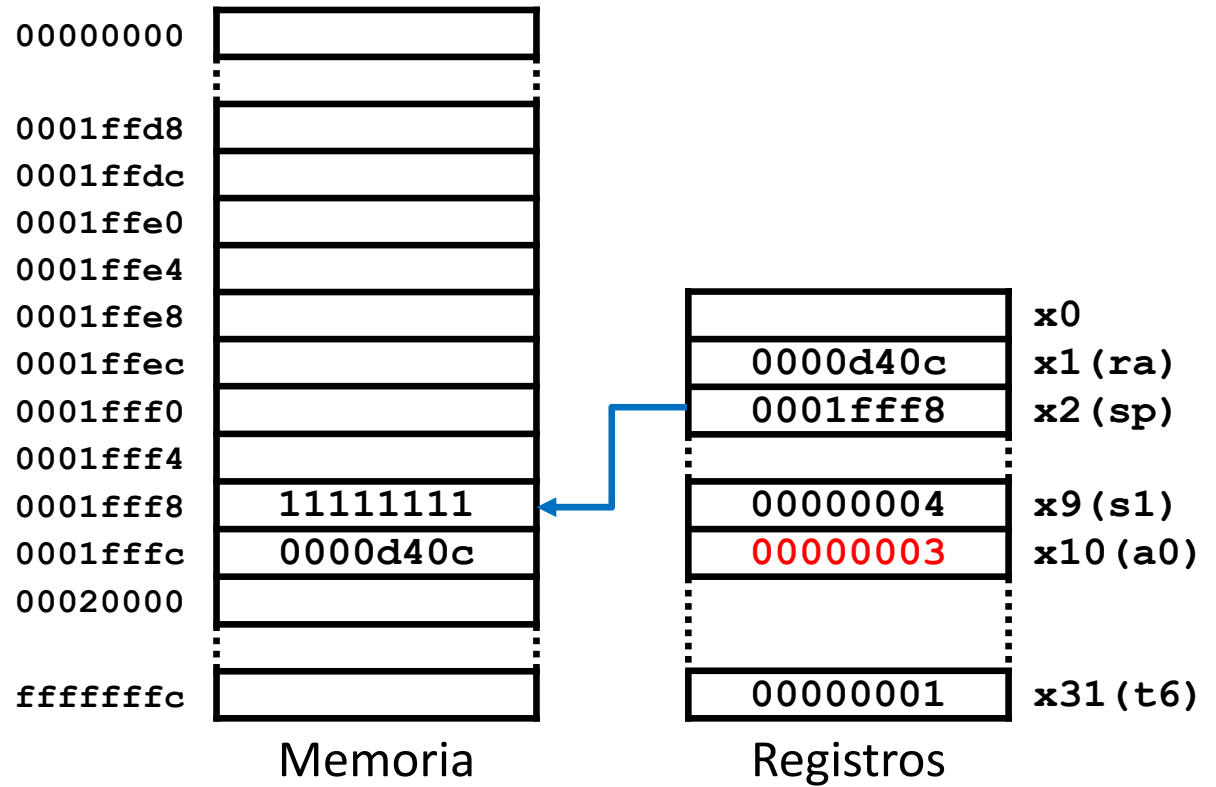 00000000
0001ffd8
0001ffdc
0001ffe0
0001ffe4
0001ffe8 x0
0001ffec 0000d40c x1(ra)
0001fff0 0001fff8 x2(sp)
0001fff4
0001fff8 11111111 00000004 x9(s1)
0001fffc 0000d40c 00000003 x10(a0)
00020000
fffffffc 00000001 x31(t6)
Memoria Registros